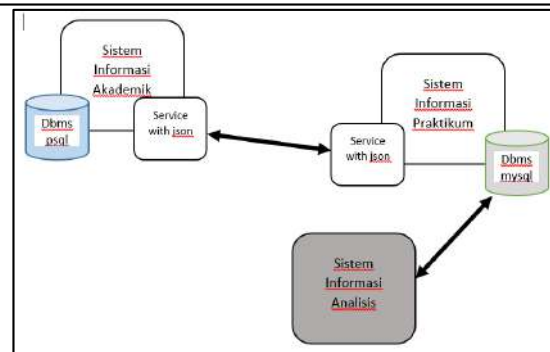 Sistem
Informasi
Akademik
Dbms
psql
Service
with json
Sistem
Informasi
Praktikum
Service
with json
Dbms
mysql
Sistem
Informasi
Analisis